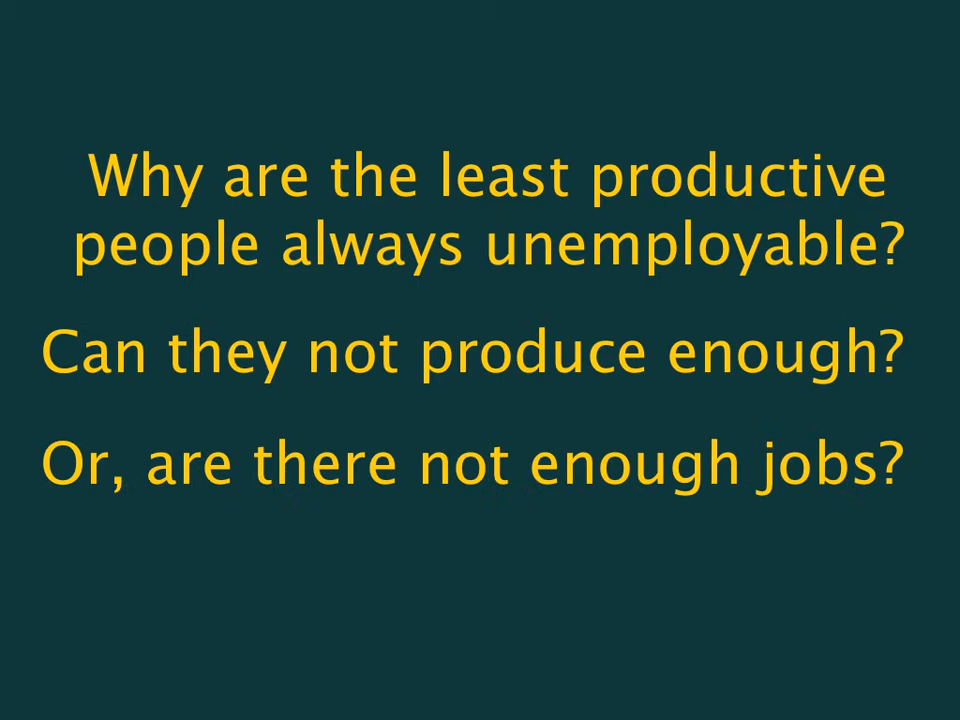 Why are the least productive
people always unemployable?
Can they not produce enough?
Or, are there not enough jobs?